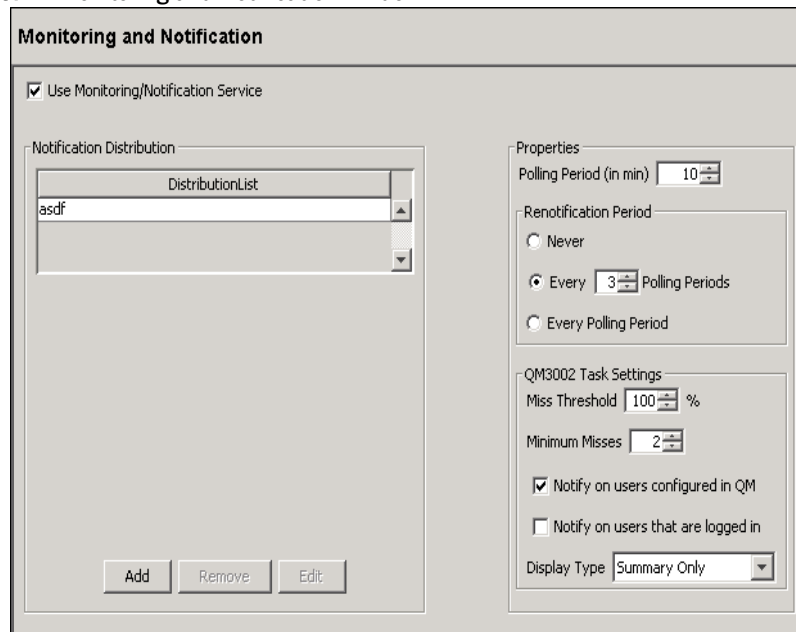 Monitoring and Notification
Use Monitoring/Notification Service
Notification Distribution
DistributionList
asdf
Add
Remove
Edit
Properties
Polling Period (in min) 10
Renotification Period
Never
Every 3 Polling Periods
Every Polling Period
QM3002 Task Settings
Miss Threshold 100 %
Minimum Misses 2
Notify on users configured in QM
Notify on users that are logged in
Display Type Summary Only